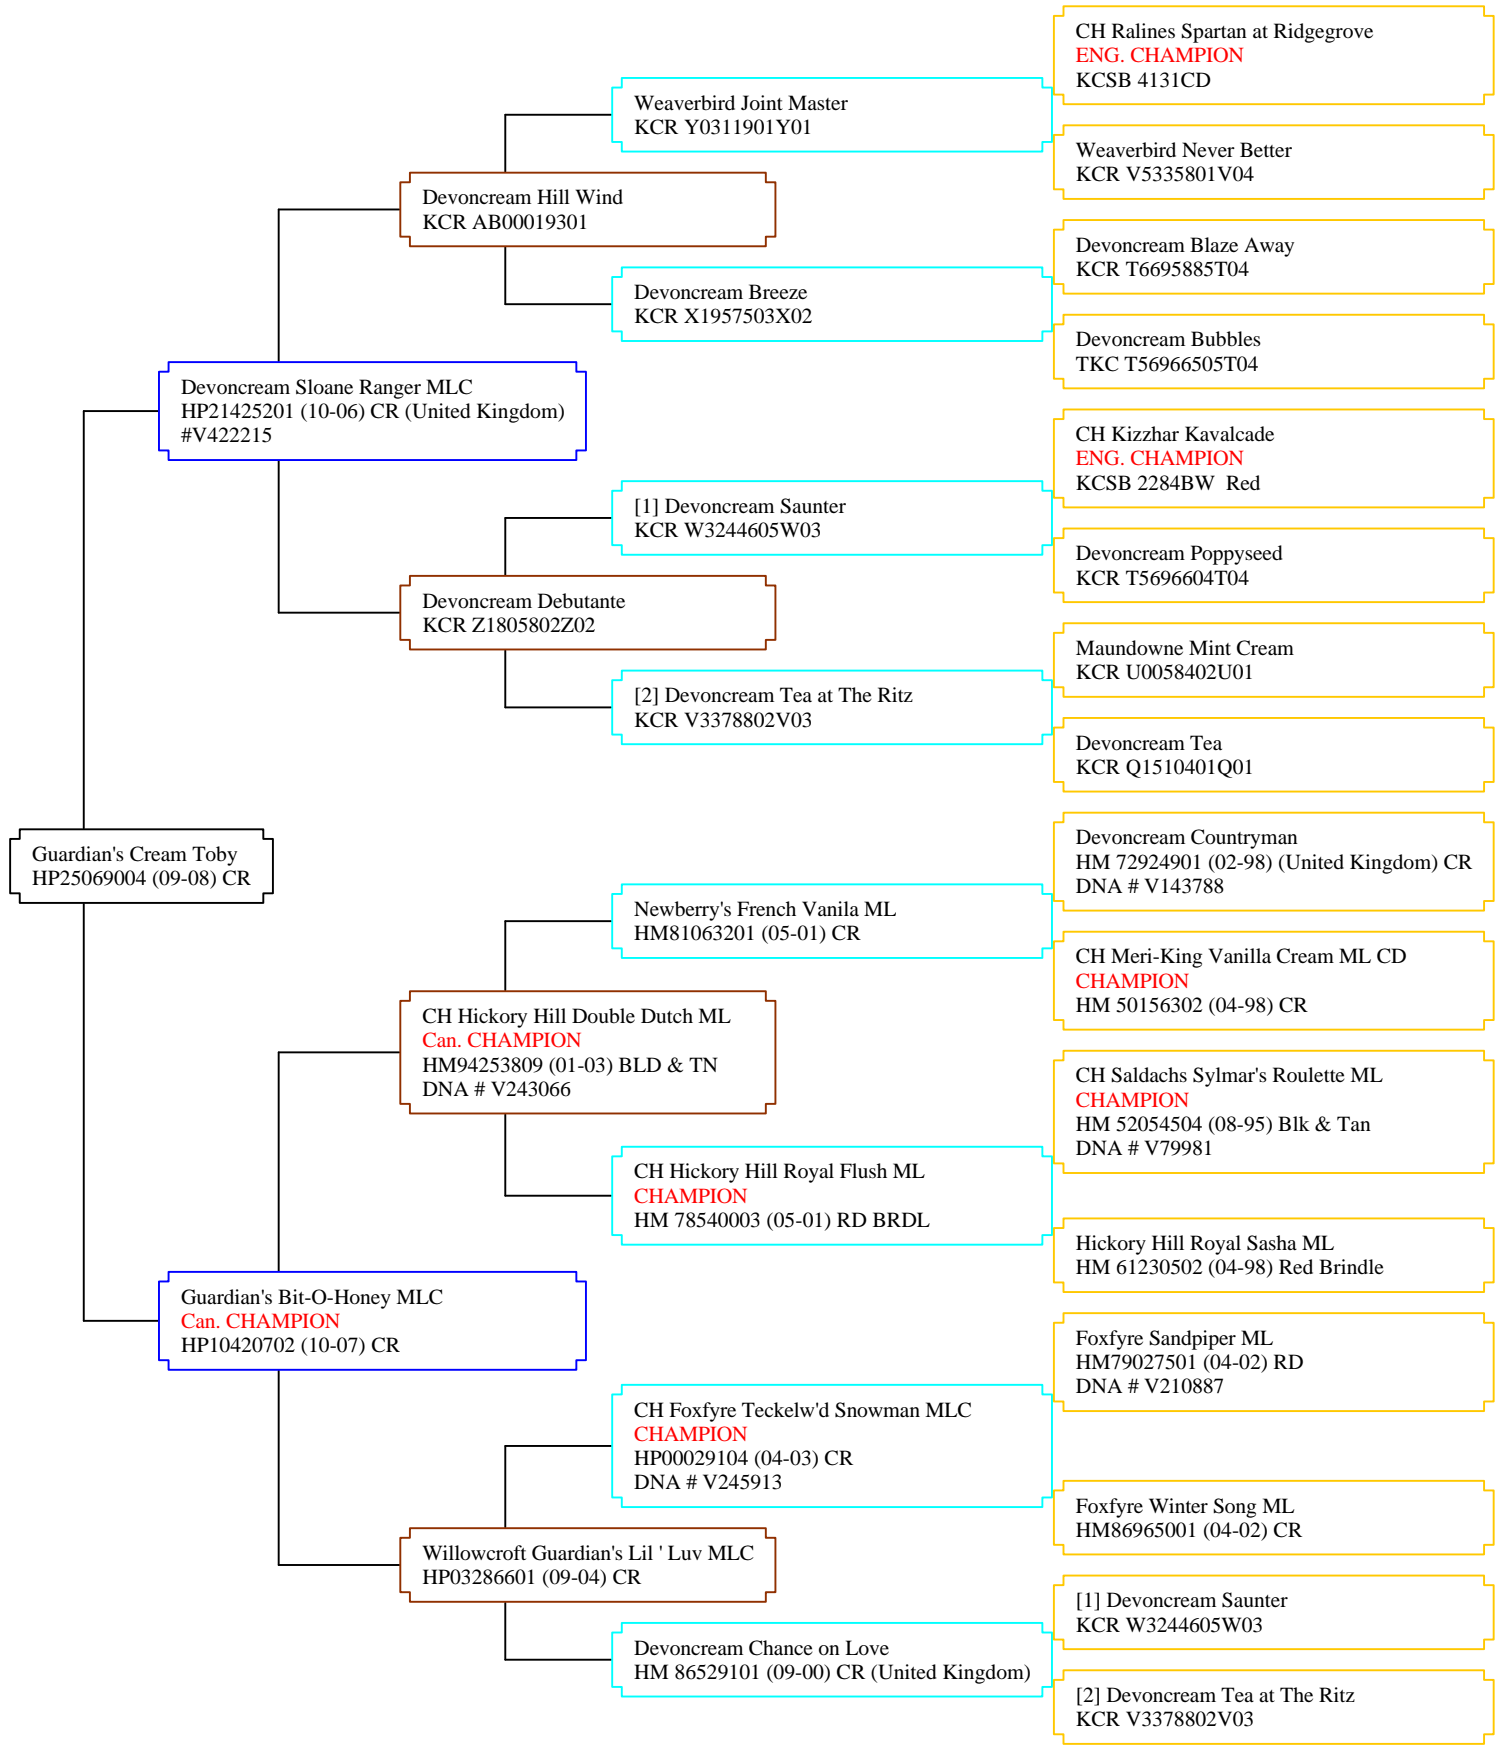 CH Ralines Spartan at Ridgegrove
ENG. CHAMPION
KCSB 4131CD
Weaverbird Joint Master
KCR Y0311901Y01
Weaverbird Never Better
KCR V5335801V04
Devoncream Hill Wind
KCR AB00019301
Devoncream Blaze Away
KCR T6695885T04
Devoncream Breeze
KCR X1957503X02
Devoncream Bubbles
TKC T56966505T04
Devoncream Sloane Ranger MLC
HP21425201 (10-06) CR (United Kingdom)
#V422215
CH Kizzhar Kavalcade
ENG. CHAMPION
KCSB 2284BW  Red
[1] Devoncream Saunter
KCR W3244605W03
Devoncream Poppyseed
KCR T5696604T04
Devoncream Debutante
KCR Z1805802Z02
Maundowne Mint Cream
KCR U0058402U01
[2] Devoncream Tea at The Ritz
KCR V3378802V03
Devoncream Tea
KCR Q1510401Q01
Guardian's Cream Toby
HP25069004 (09-08) CR
Devoncream Countryman
HM 72924901 (02-98) (United Kingdom) CR
DNA # V143788
Newberry's French Vanila ML
HM81063201 (05-01) CR
CH Meri-King Vanilla Cream ML CD
CHAMPION
HM 50156302 (04-98) CR
CH Hickory Hill Double Dutch ML
Can. CHAMPION
HM94253809 (01-03) BLD & TN
DNA # V243066
CH Saldachs Sylmar's Roulette ML
CHAMPION
HM 52054504 (08-95) Blk & Tan
DNA # V79981
CH Hickory Hill Royal Flush ML
CHAMPION
HM 78540003 (05-01) RD BRDL
Hickory Hill Royal Sasha ML
HM 61230502 (04-98) Red Brindle
Guardian's Bit-O-Honey MLC
Can. CHAMPION
HP10420702 (10-07) CR
Foxfyre Sandpiper ML
HM79027501 (04-02) RD
DNA # V210887
CH Foxfyre Teckelw'd Snowman MLC
CHAMPION
HP00029104 (04-03) CR
DNA # V245913
Foxfyre Winter Song ML
HM86965001 (04-02) CR
Willowcroft Guardian's Lil ' Luv MLC
HP03286601 (09-04) CR
[1] Devoncream Saunter
KCR W3244605W03
Devoncream Chance on Love
HM 86529101 (09-00) CR (United Kingdom)
[2] Devoncream Tea at The Ritz
KCR V3378802V03